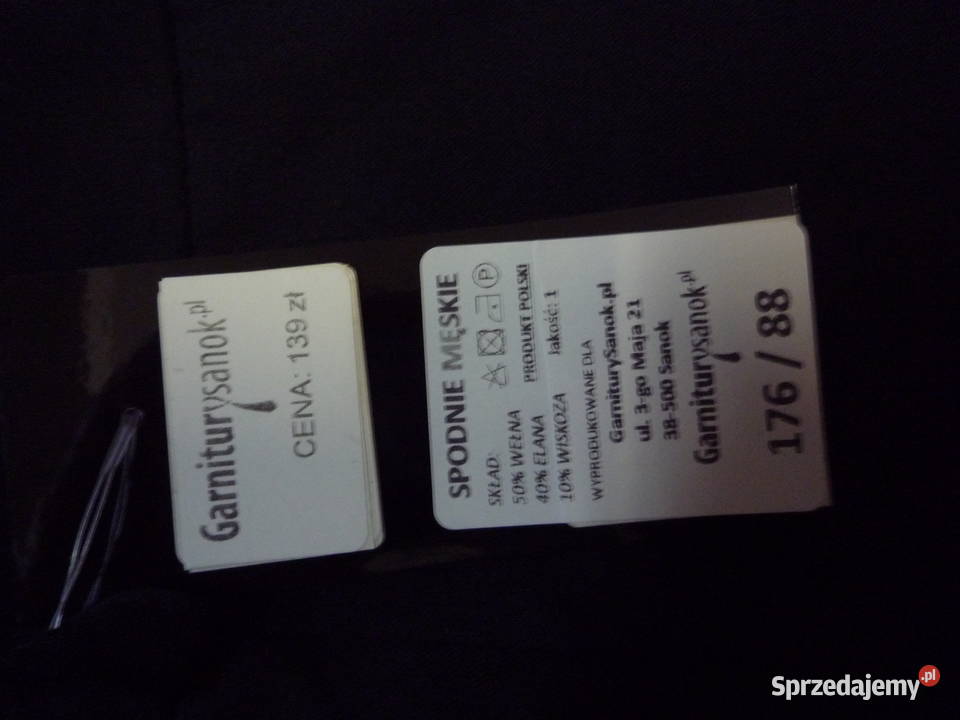 Garniturysanok.pl
CENA: 139 zł
SPODNIE MĘSKIE
SKŁAD:
50% WEŁNA
40% ELANA
10% WISKOZA
P
PRODUKT POLSKI
Jakość: 1
WYPRODUKOWANE DLA
GarniturySanok.pl
ul. 3-go Maja 21
38-500 Sanok
Garniturysanok.pl
176 / 88
Sprzedajemy.pl